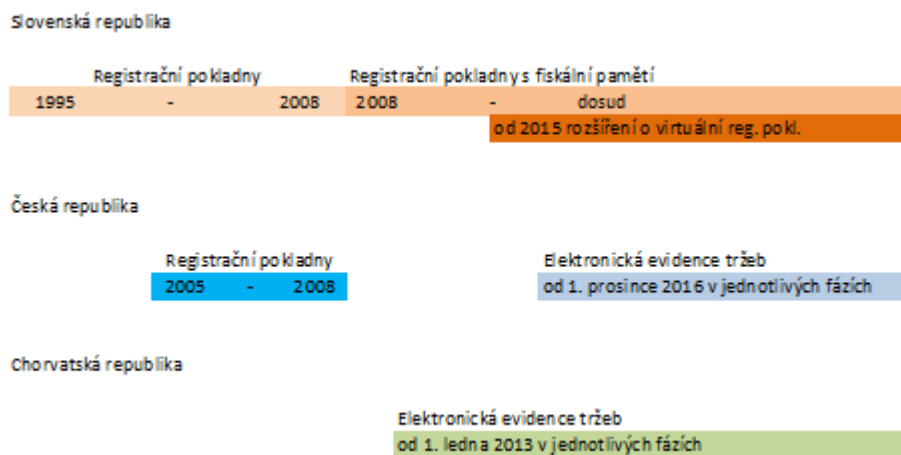 Slovenská republika
Registrační pokladny Registrační pokladny s fiskální pamětí
1995 - 2008 2008 - dosud
od 2015 rozšíření o virtuální reg. pokl.
Česká republika
Registrační pokladny Elektronická evidence tržeb
2005 - 2008 od 1. prosince 2016 v jednotlivých fázích
Chorvatská republika
Elektronická evidence tržeb
od 1. ledna 2013 v jednotlivých fázích